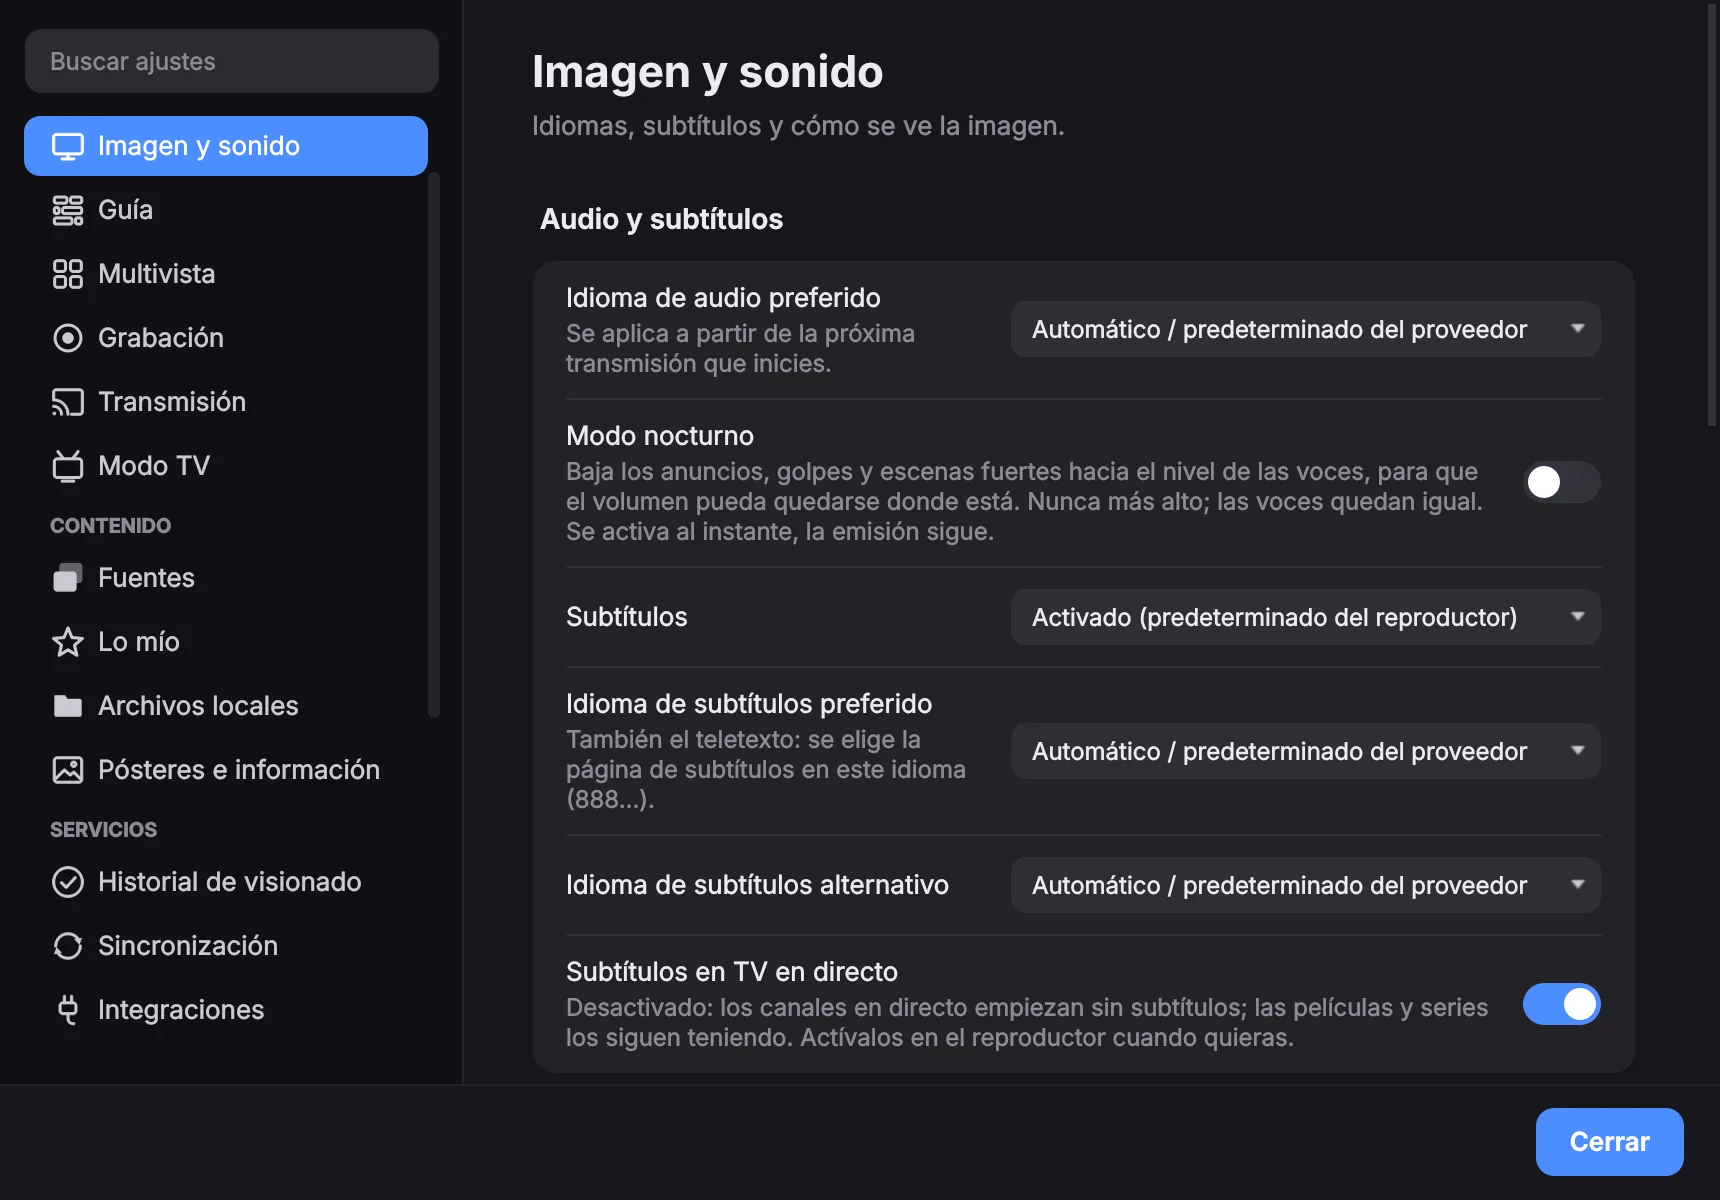 Buscar ajustes
Imagen y sonido
Guía
Multivista
Grabación
Transmisión
Modo TV
CONTENIDO
Fuentes
Lo mío
Archivos locales
Pósteres e información
SERVICIOS
Historial de visionado
Sincronización
Integraciones
Imagen y sonido
Idiomas, subtítulos y cómo se ve la imagen.
Audio y subtítulos
Idioma de audio preferido
Se aplica a partir de la próxima
transmisión que inicies.
Automático / predeterminado del proveedor
Modo nocturno
Baja los anuncios, golpes y escenas fuertes hacia el nivel de las voces, para que
el volumen pueda quedarse donde está. Nunca más alto; las voces quedan igual.
Se activa al instante, la emisión sigue.
Subtítulos
Activado (predeterminado del reproductor)
Idioma de subtítulos preferido
También el teletexto: se elige la
página de subtítulos en este idioma
(888...).
Automático / predeterminado del proveedor
Idioma de subtítulos alternativo
Automático / predeterminado del proveedor
Subtítulos en TV en directo
Desactivado: los canales en directo empiezan sin subtítulos; las películas y series
los siguen teniendo. Actívalos en el reproductor cuando quieras.
Cerrar